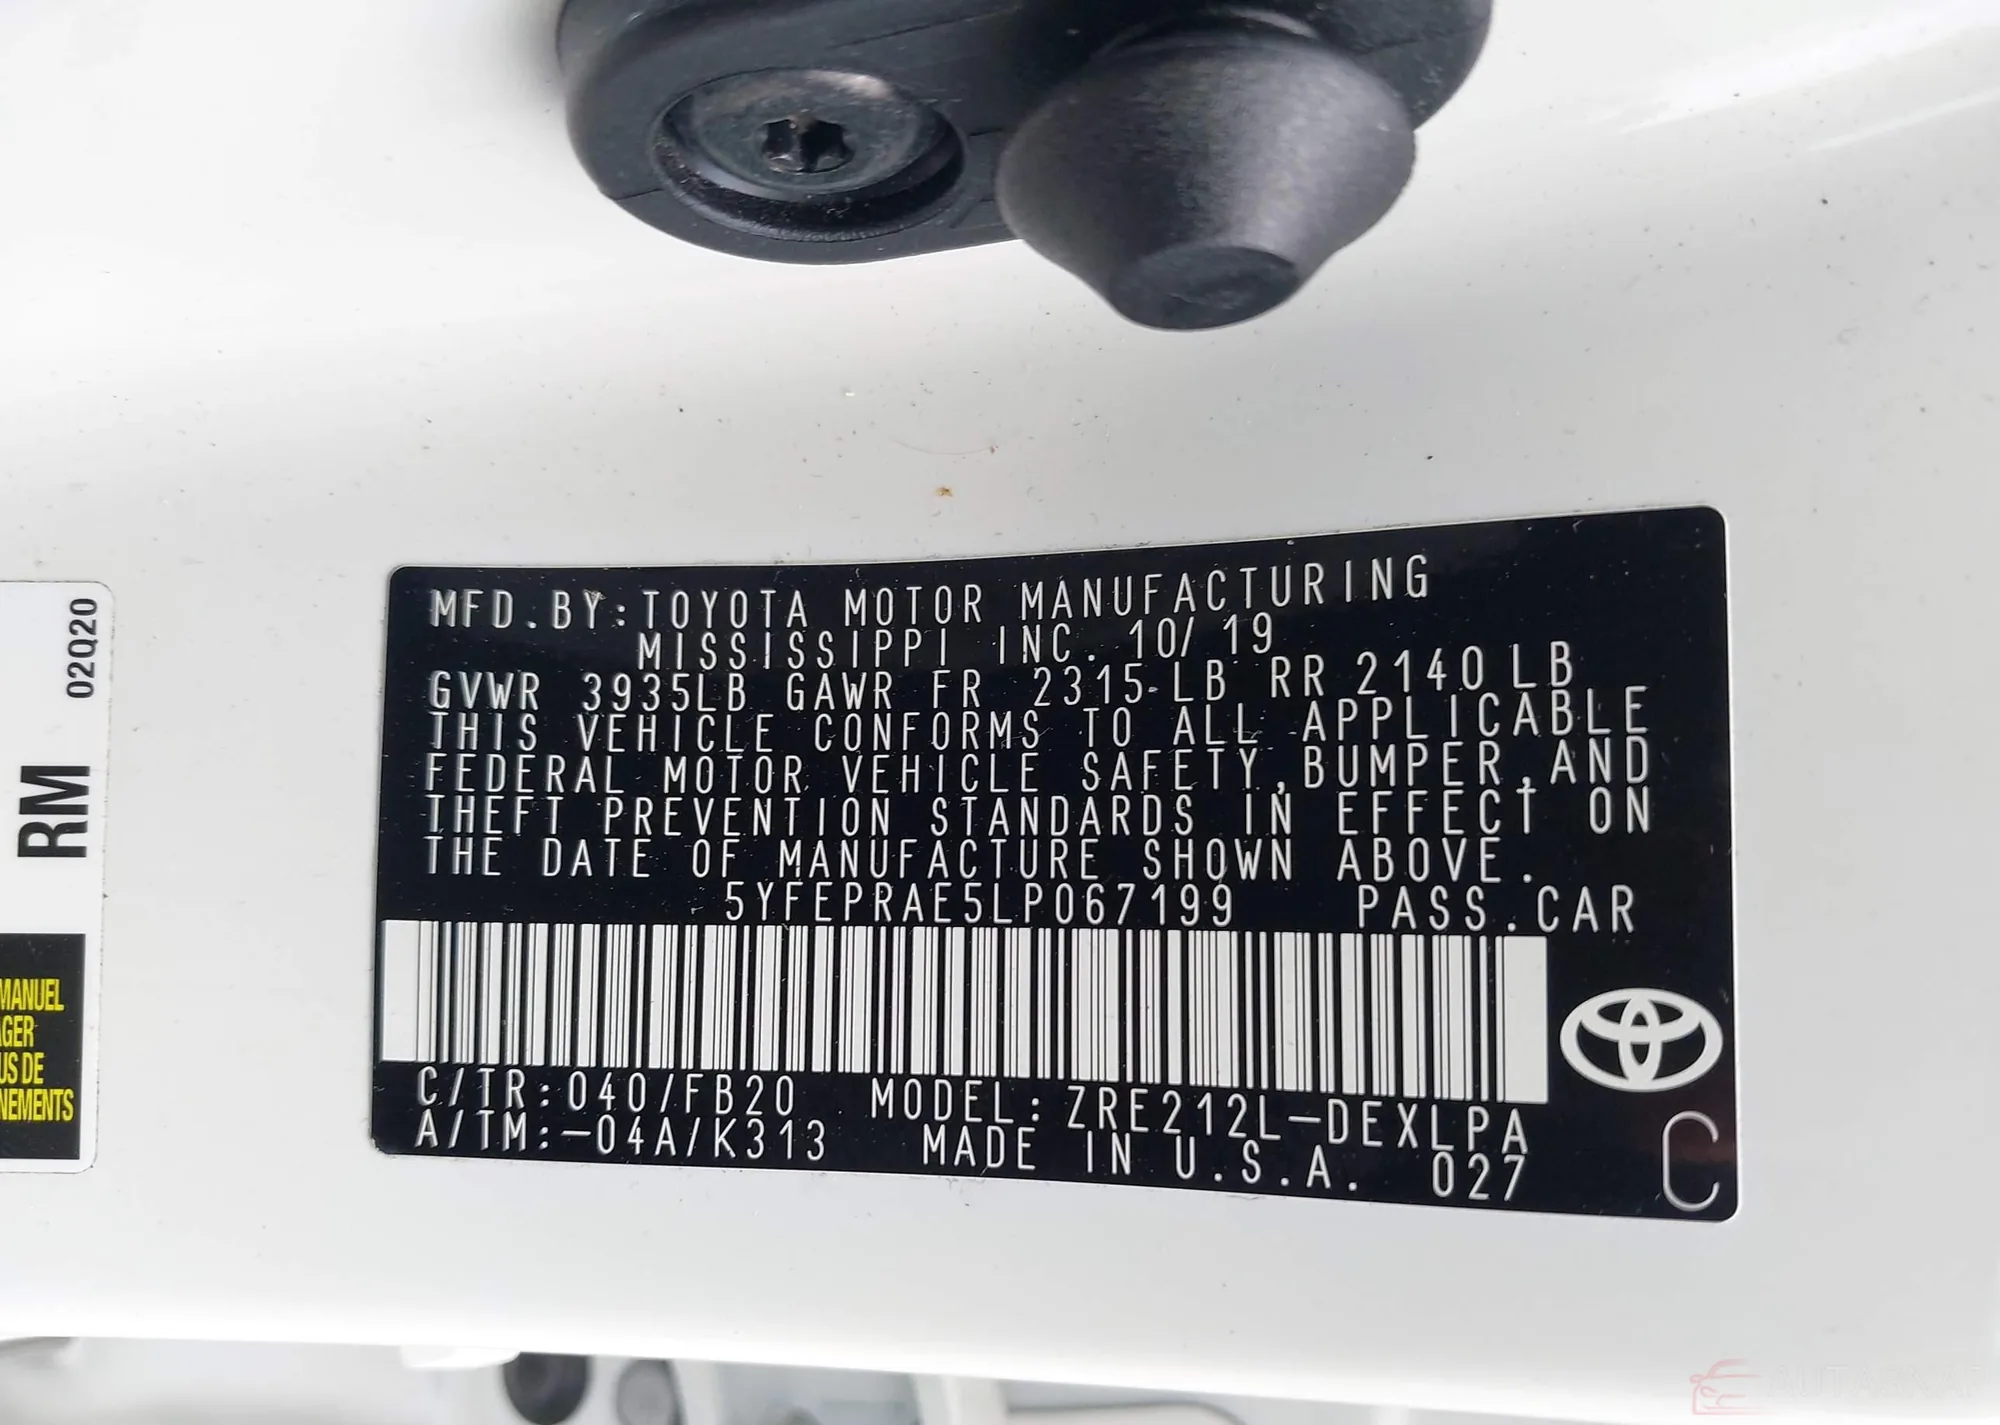 MFD.BY:TOYOTA MOTOR MANUFACTURING
MISSISSIPPI INC. 10/19
GVWR 3935LB GAWR FR 2315 LB RR 2140 LB
THIS VEHICLE CONFORMS TO ALL APPLICABLE
FEDERAL MOTOR VEHICLE SAFETY,BUMPER,AND
THEFT PREVENTION STANDARDS IN EFFECT ON
THE DATE OF MANUFACTURE SHOWN ABOVE.
5YFEPRAE5LP067199 PASS.CAR
C/TR:040/FB20 MODEL:ZRE212L-DEXLPA
A/TM:-04A/K313 MADE IN U.S.A. 027
C
02Q20
RM
MANUEL
US DE